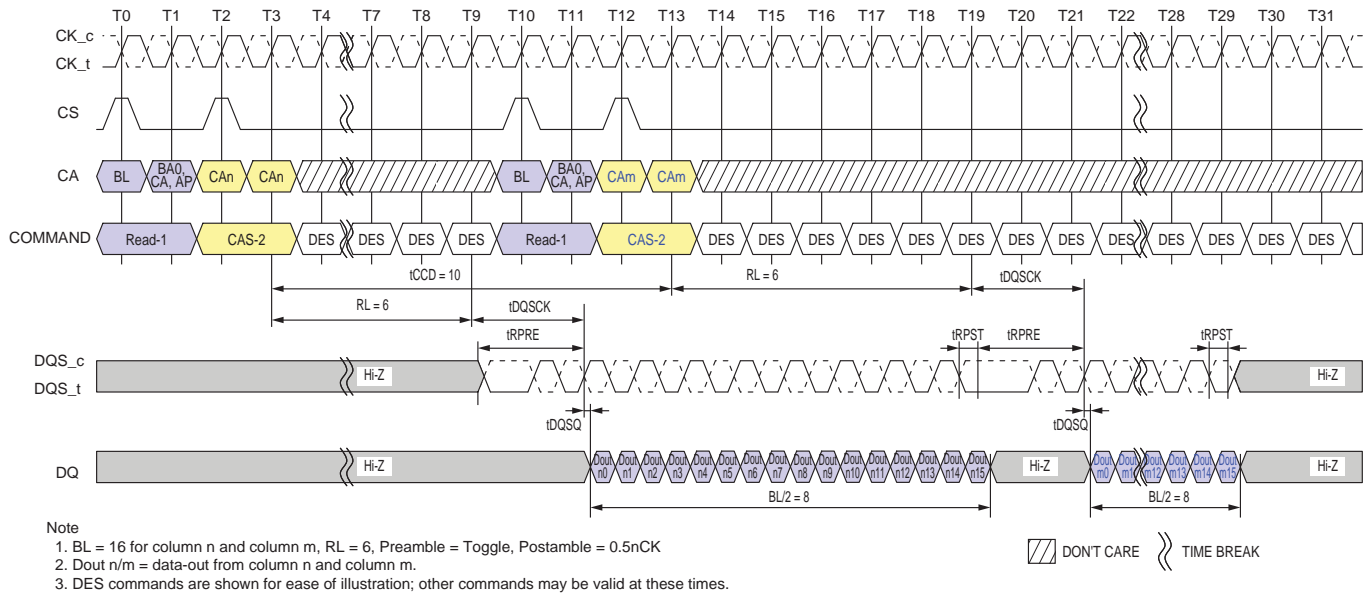 T0 T1 T2 T3 T4 T7 T8 T9 T10 T11 T12 T13 T14 T15 T16 T17 T18 T19 T20 T21 T22 T28 T29 T30 T31
CK_c
CK_t
CS
CA BL BA0, CA, AP CAn CAn BL BA0, CA, AP CAm CAm
COMMAND Read-1 CAS-2 DES DES DES DES Read-1 CAS-2 DES DES DES DES DES DES DES DES DES DES DES DES DES
tCCD = 10 RL = 6 tDQSCK
RL = 6 tDQSCK
tRPRE tRPST tRPRE tRPST
DQS_c
DQS_t
Hi-Z Hi-Z
tDQSQ tDQSQ
DQ Hi-Z Dout n0 Dout n1 Dout n2 Dout n3 Dout n4 Dout n5 Dout n6 Dout n7 Dout n8 Dout n9 Dout n10 Dout n11 Dout n12 Dout n13 Dout n14 Dout n15 Hi-Z Dout m0 Dout m1 Dout m12 Dout m13 Dout m14 Dout m15 Hi-Z
BL/2 = 8 BL/2 = 8
Note
1. BL = 16 for column n and column m, RL = 6, Preamble = Toggle, Postamble = 0.5nCK
2. Dout n/m = data-out from column n and column m.
3. DES commands are shown for ease of illustration; other commands may be valid at these times.
DON'T CARE TIME BREAK